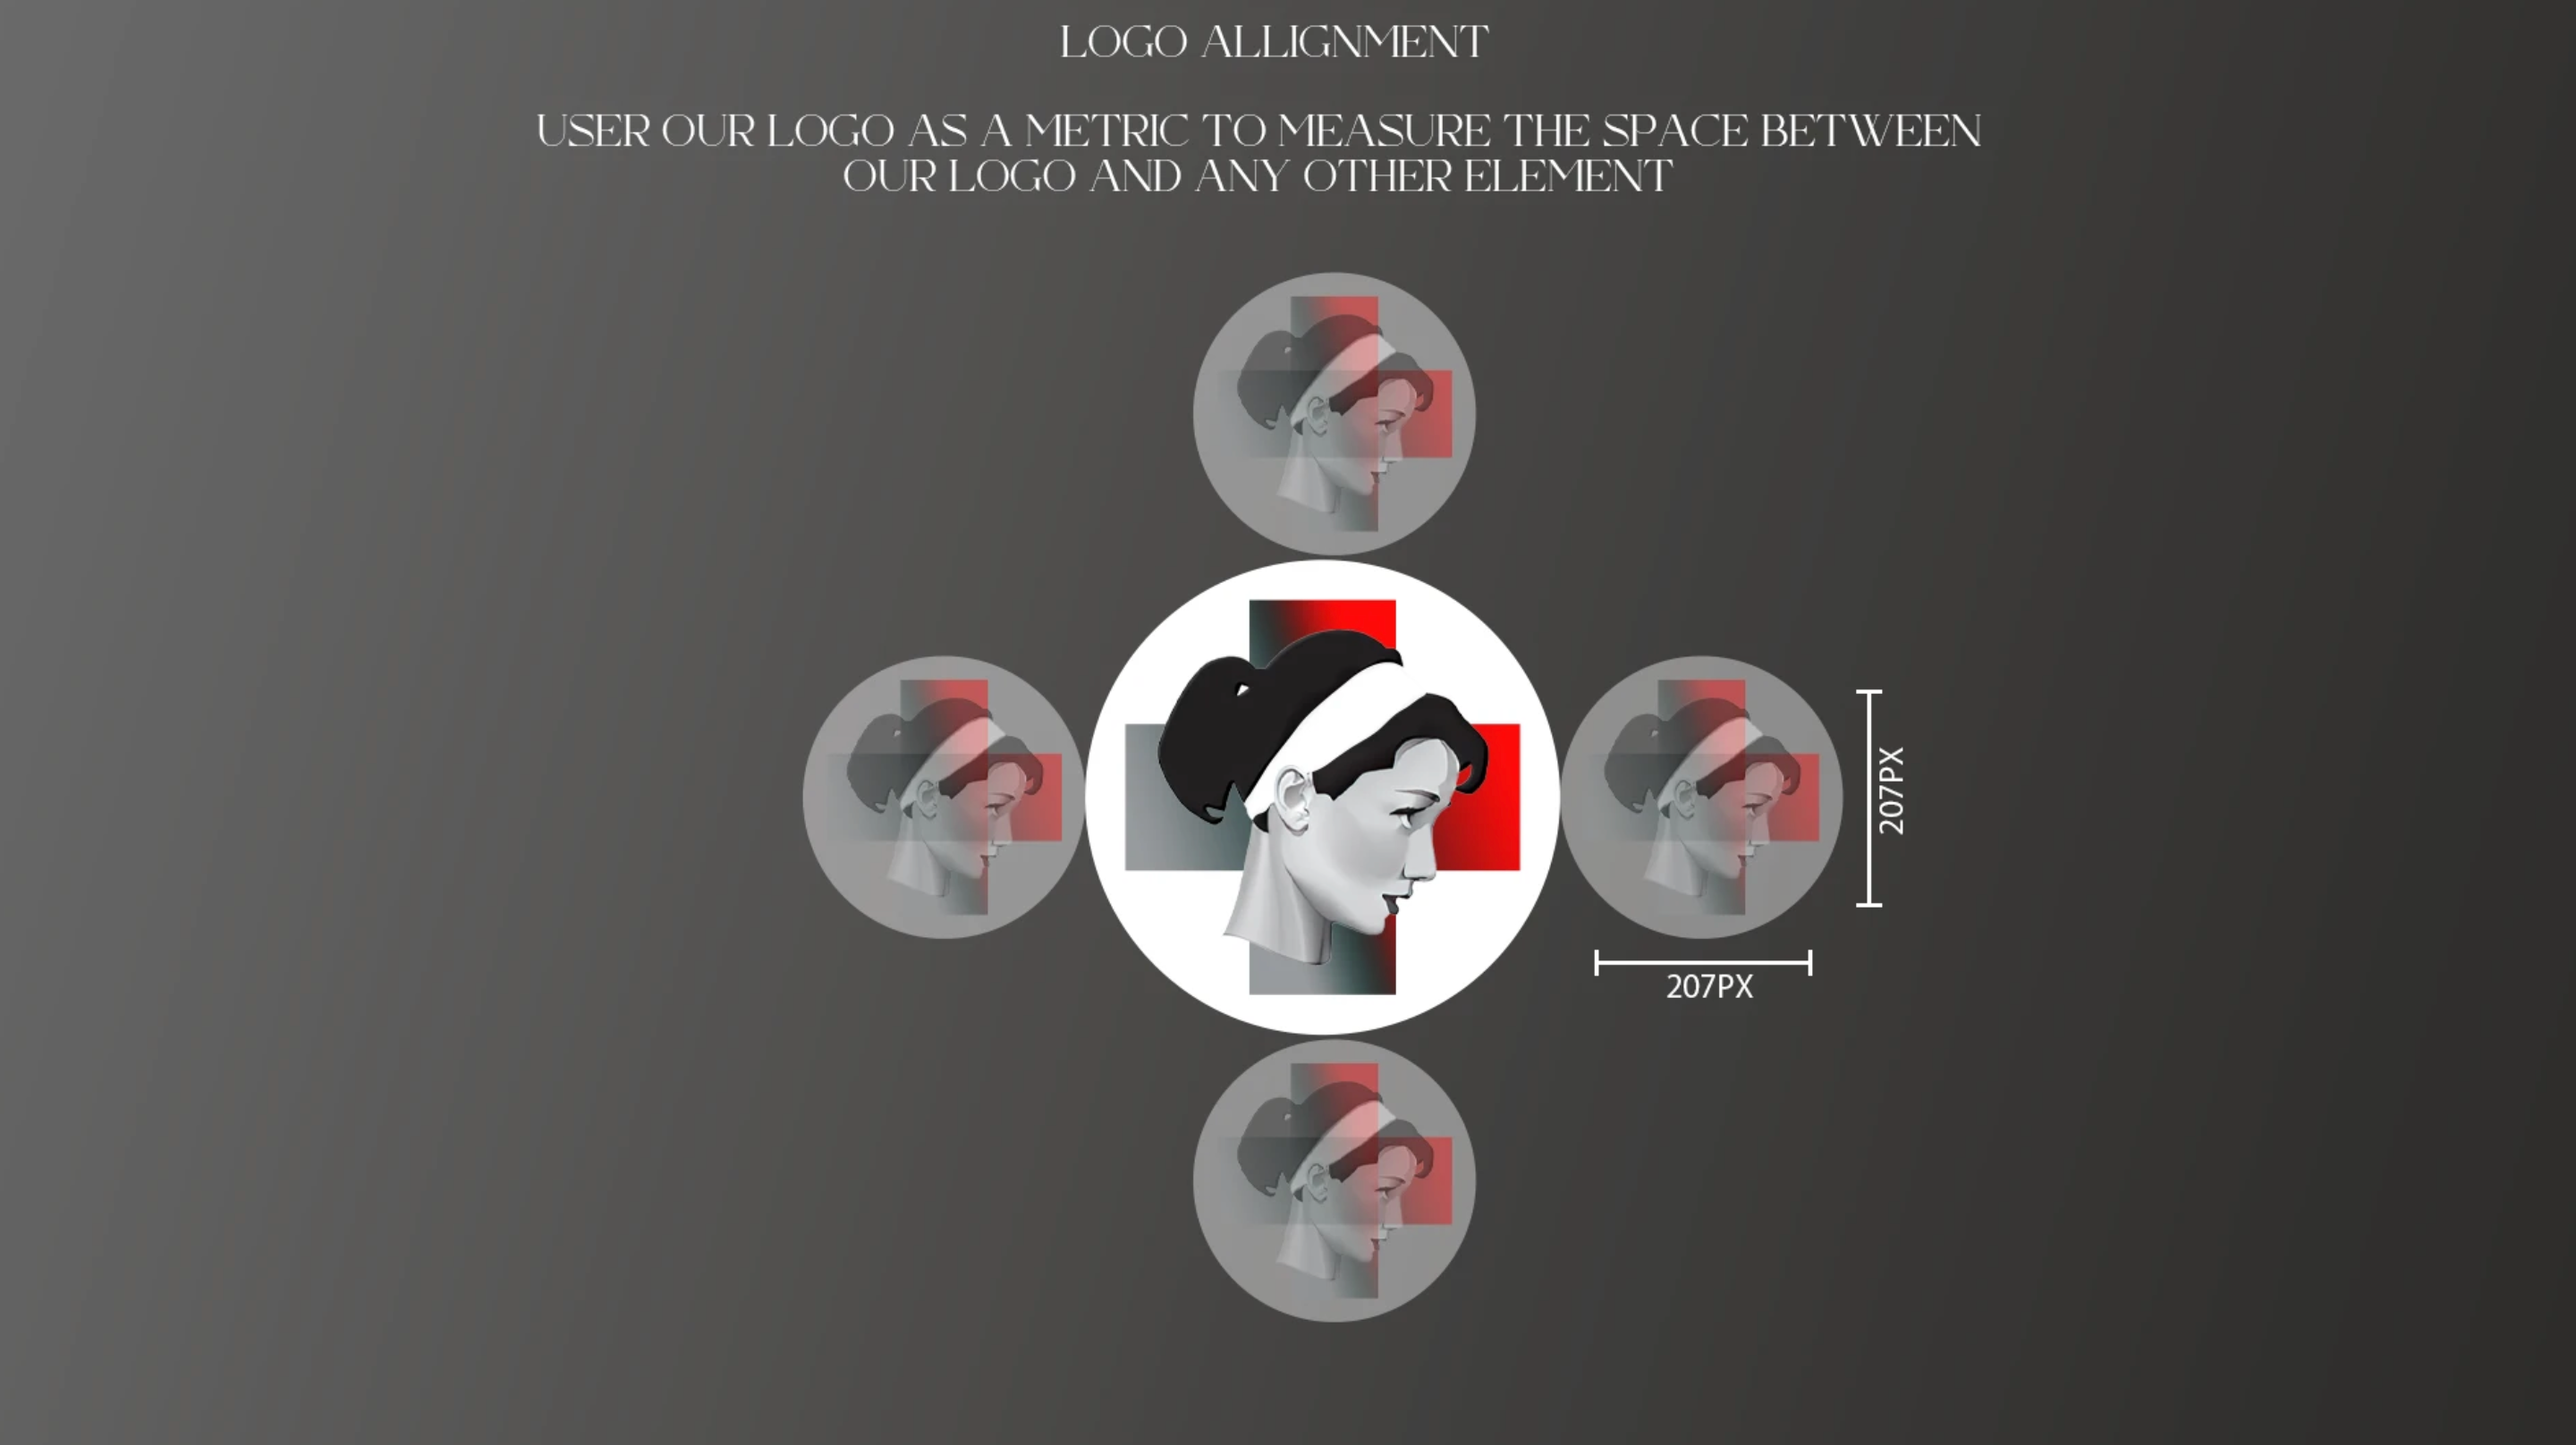 LOGO ALLIGNMENT
USER OUR LOGO AS A METRIC TO MEASURE THE SPACE BETWEEN
OUR LOGO AND ANY OTHER ELEMENT
207PX
207PX